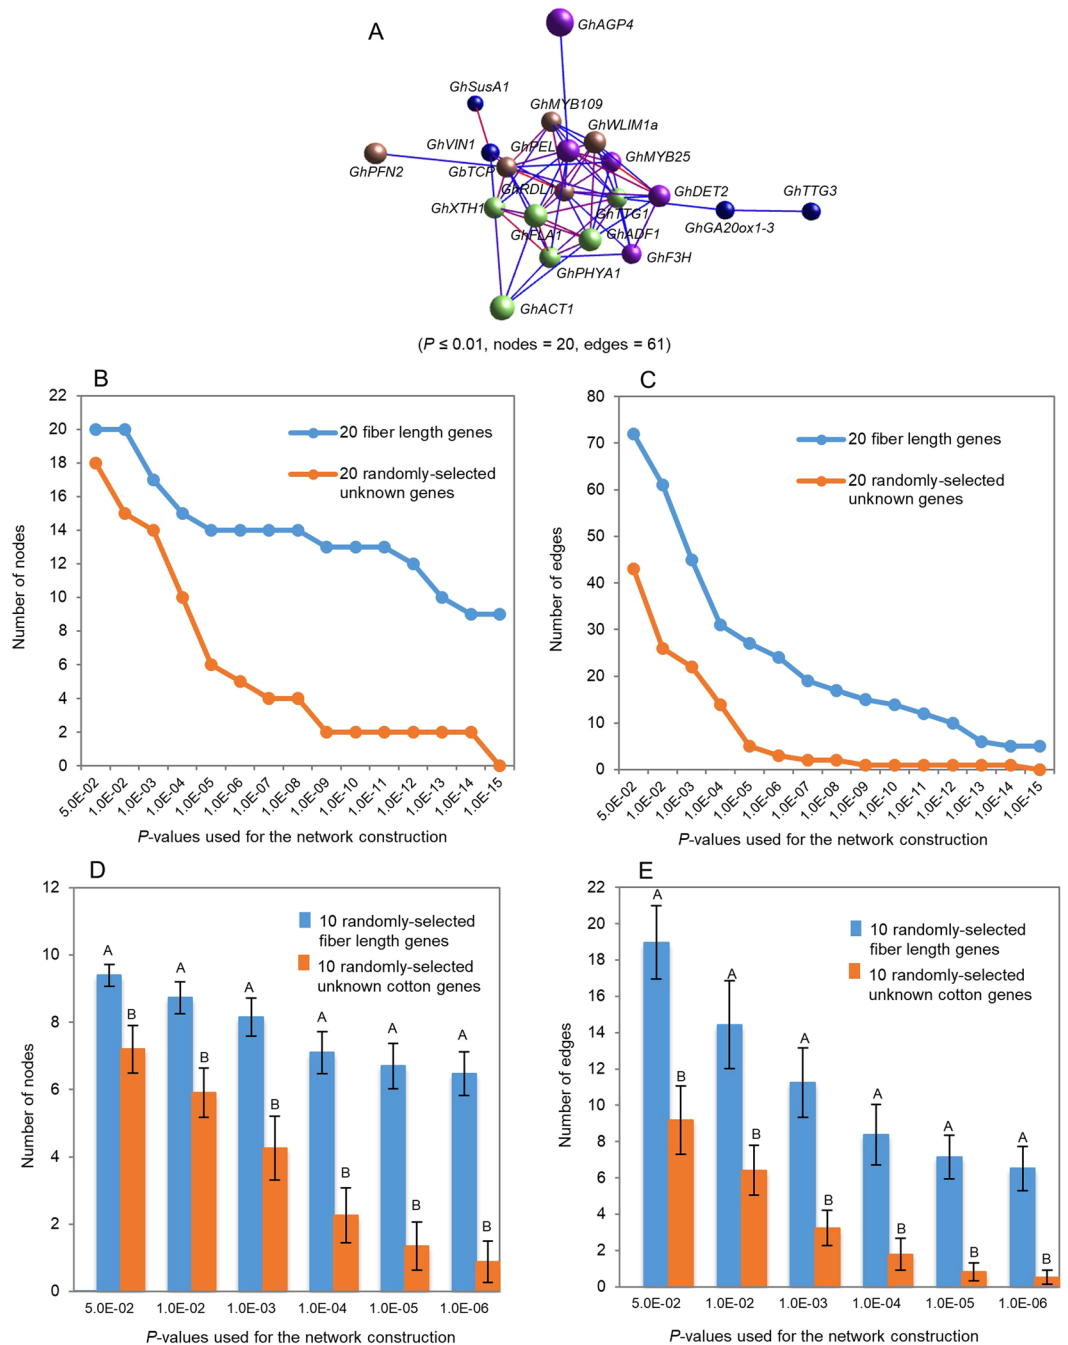 A
GhAGP4
GhSusA1
GhMYB109
GhWLIM1a
GhVIN1
GhPEL
GhMYB25
GhPFN2
GbTCP
GhRDL1
GhDET2
GhTTG3
GhXTH1
GhTTG1
GhGA20ox1-3
GhFLA1
GhADF1
GhF3H
GhPHYA1
GhACT1
(P ≤ 0.01, nodes = 20, edges = 61)
B
22
20
18
16
14
12
10
8
6
4
2
0
Number of nodes
20 fiber length genes
20 randomly-selected
unknown genes
5.0E-02
1.0E-02
1.0E-03
1.0E-04
1.0E-05
1.0E-06
1.0E-07
1.0E-08
1.0E-09
1.0E-10
1.0E-11
1.0E-12
1.0E-13
1.0E-14
1.0E-15
P-values used for the network construction
C
80
70
60
50
40
30
20
10
0
Number of edges
20 fiber length genes
20 randomly-selected
unknown genes
5.0E-02
1.0E-02
1.0E-03
1.0E-04
1.0E-05
1.0E-06
1.0E-07
1.0E-08
1.0E-09
1.0E-10
1.0E-11
1.0E-12
1.0E-13
1.0E-14
1.0E-15
P-values used for the network construction
D
12
10
8
6
4
2
0
Number of nodes
10 randomly-selected
fiber length genes
10 randomly-selected
unknown cotton genes
A
B
A
B
A
B
A
B
A
B
A
B
5.0E-02
1.0E-02
1.0E-03
1.0E-04
1.0E-05
1.0E-06
P-values used for the network construction
E
22
20
18
16
14
12
10
8
6
4
2
0
Number of edges
10 randomly-selected
fiber length genes
10 randomly-selected
unknown cotton genes
A
B
A
B
A
B
A
B
A
B
A
B
5.0E-02
1.0E-02
1.0E-03
1.0E-04
1.0E-05
1.0E-06
P-values used for the network construction